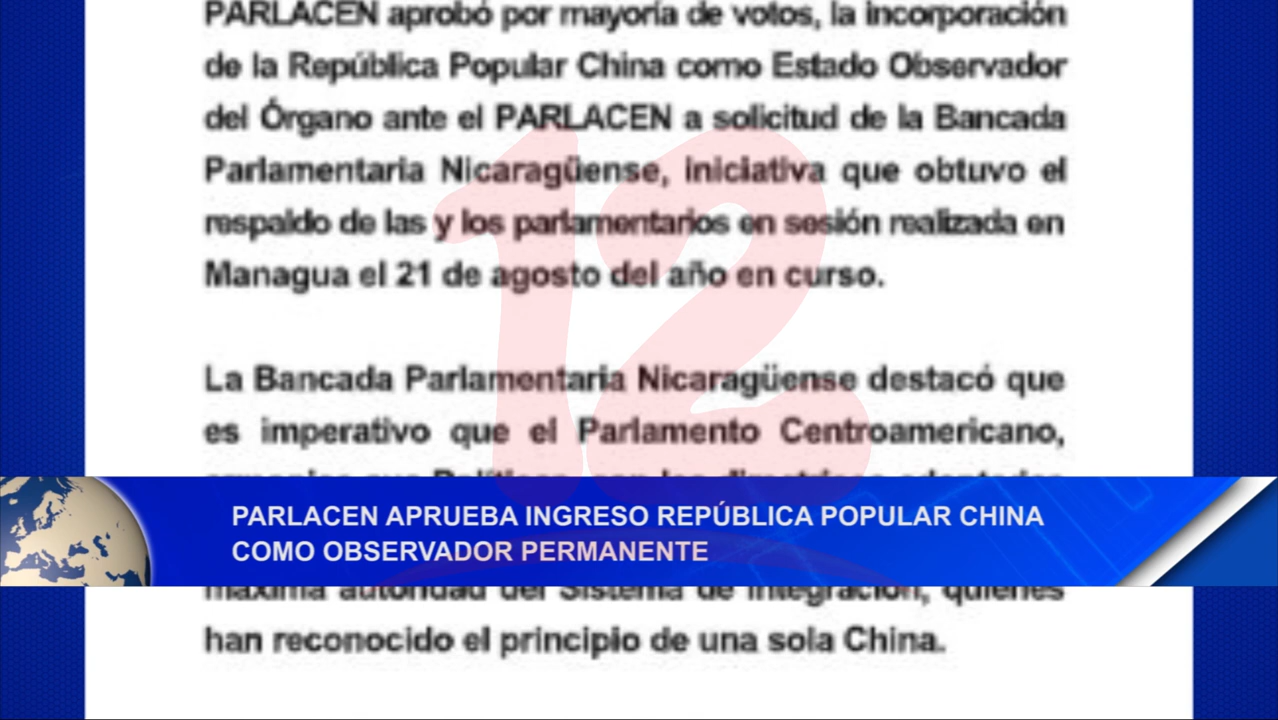 PARLACEN aprobó por mayoría de votos, la incorporación
de la República Popular China como Estado Observador
del Órgano ante el PARLACEN a solicitud de la Bancada
Parlamentaria Nicaragüense, iniciativa que obtuvo el
respaldo de las y los parlamentarios en sesión realizada en
Managua el 21 de agosto del año en curso.
La Bancada Parlamentaria Nicaragüense destacó que
es imperativo que el Parlamento Centroamericano,
PARLACEN APRUEBA INGRESO REPÚBLICA POPULAR CHINA
COMO OBSERVADOR PERMANENTE
máxima autoridad del Sistema de Integración, quienes
han reconocido el principio de una sola China.
12